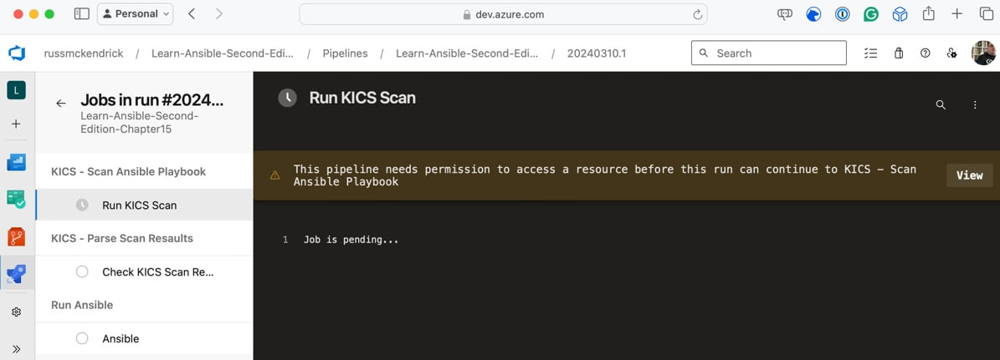 Personal
dev.azure.com
russmckendrick / Learn-Ansible-Second-Edi... / Pipelines / Learn-Ansible-Second-Edi... / 20240310.1
Search
L
Jobs in run #2024...
Learn-Ansible-Second-
Edition-Chapter15
KICS - Scan Ansible Playbook
Run KICS Scan
KICS - Parse Scan Resaults
Check KICS Scan Re...
Run Ansible
Ansible
Run KICS Scan
This pipeline needs permission to access a resource before this run can continue to KICS - Scan
Ansible Playbook
View
1 Job is pending...